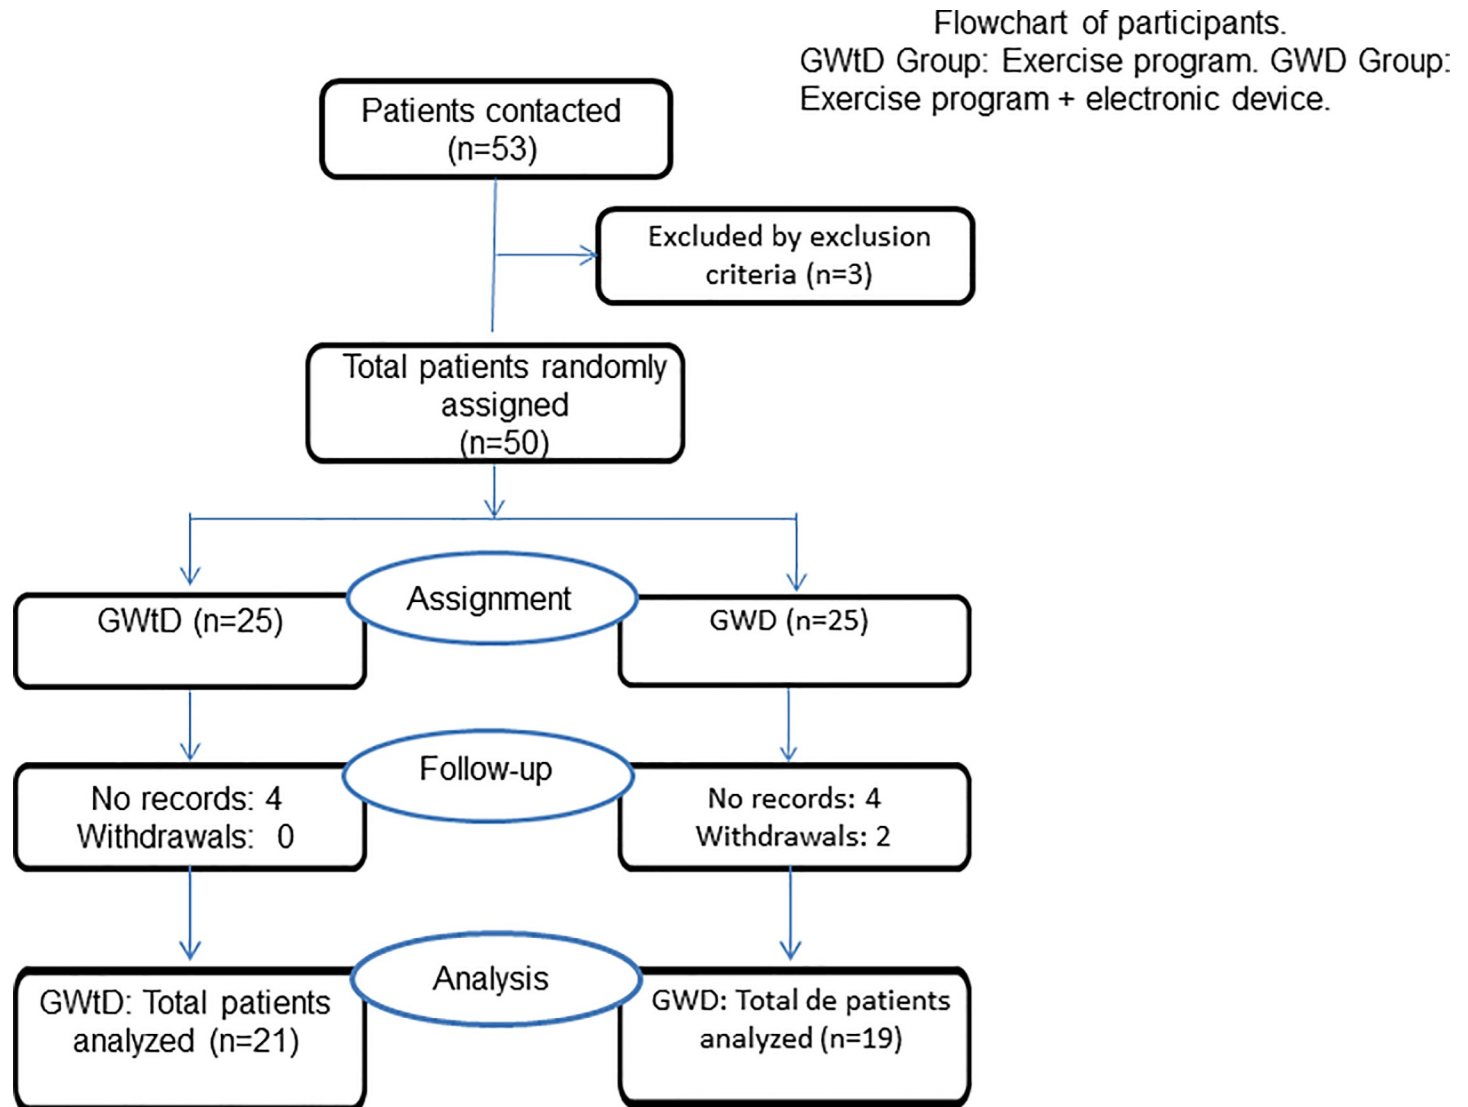 Flowchart of participants.
GWtD Group: Exercise program. GWD Group:
Exercise program + electronic device.
Patients contacted
(n=53)
Excluded by exclusion
criteria (n=3)
Total patients randomly
assigned
(n=50)
Assignment
GWtD (n=25)
GWD (n=25)
Follow-up
No records: 4
Withdrawals: 0
No records: 4
Withdrawals: 2
Analysis
GWtD: Total patients
analyzed (n=21)
GWD: Total de patients
analyzed (n=19)